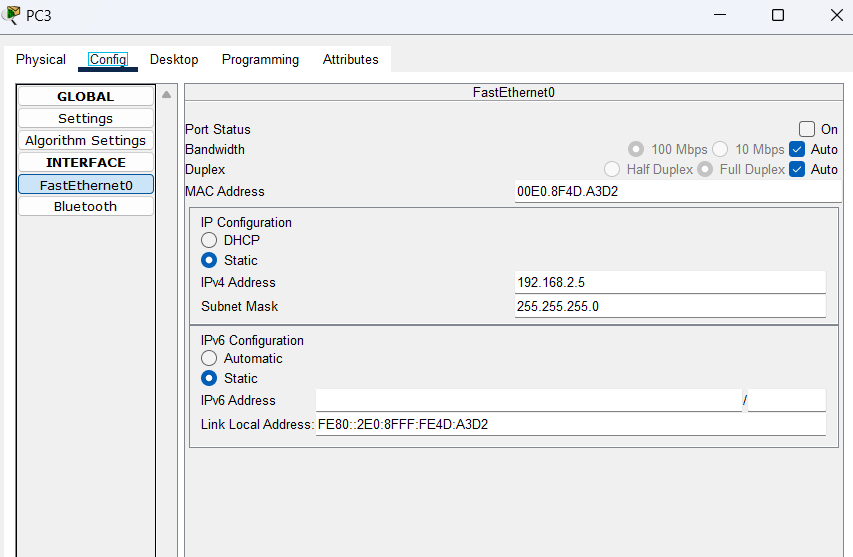 PC3
Physical Config Desktop Programming Attributes
GLOBAL
Settings
Algorithm Settings
INTERFACE
FastEthernet0
Bluetooth
FastEthernet0
Port Status On
Bandwidth 100 Mbps 10 Mbps Auto
Duplex Half Duplex Full Duplex Auto
MAC Address 00E0.8F4D.A3D2
IP Configuration
DHCP
Static
IPv4 Address 192.168.2.5
Subnet Mask 255.255.255.0
IPv6 Configuration
Automatic
Static
IPv6 Address /
Link Local Address: FE80::2E0:8FFF:FE4D:A3D2